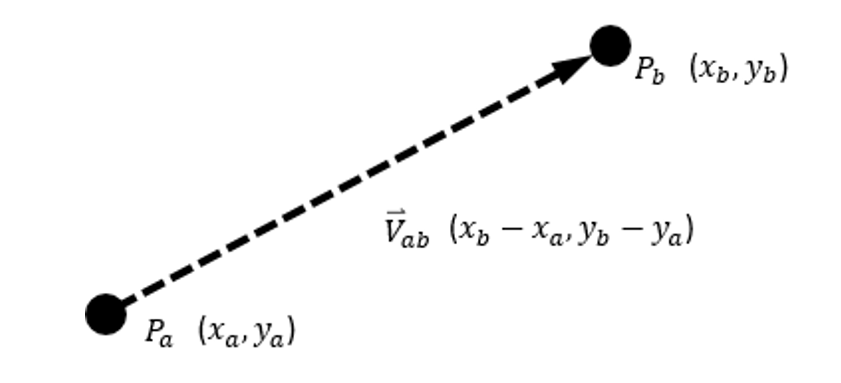 P_b (x_b, y_b)
V⃗_ab (x_b − x_a, y_b − y_a)
P_a (x_a, y_a)